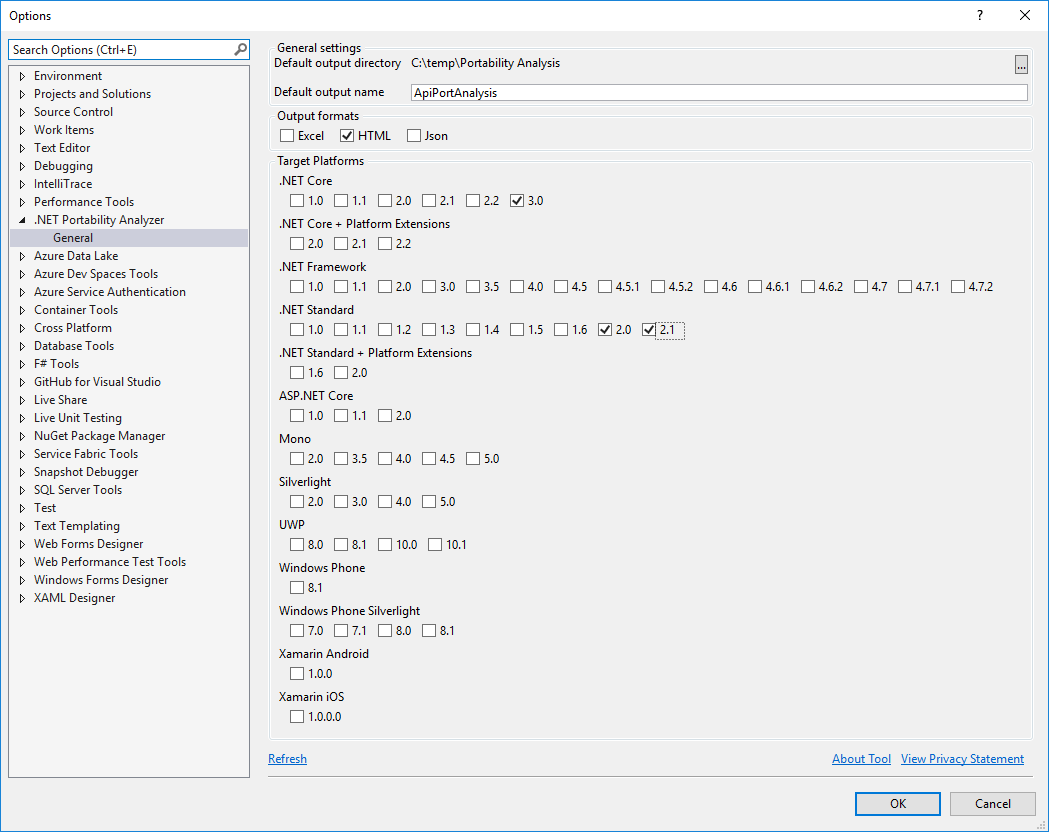 Options
?
Search Options (Ctrl+E)
Environment
Projects and Solutions
Source Control
Work Items
Text Editor
Debugging
IntelliTrace
Performance Tools
.NET Portability Analyzer
General
Azure Data Lake
Azure Dev Spaces Tools
Azure Service Authentication
Container Tools
Cross Platform
Database Tools
F# Tools
GitHub for Visual Studio
Live Share
Live Unit Testing
NuGet Package Manager
Service Fabric Tools
Snapshot Debugger
SQL Server Tools
Test
Text Templating
Web Forms Designer
Web Performance Test Tools
Windows Forms Designer
XAML Designer
General settings
Default output directory C:\temp\Portability Analysis ...
Default output name ApiPortAnalysis
Output formats
Excel HTML Json
Target Platforms
.NET Core
1.0 1.1 2.0 2.1 2.2 3.0
.NET Core + Platform Extensions
2.0 2.1 2.2
.NET Framework
1.0 1.1 2.0 3.0 3.5 4.0 4.5 4.5.1 4.5.2 4.6 4.6.1 4.6.2 4.7 4.7.1 4.7.2
.NET Standard
1.0 1.1 1.2 1.3 1.4 1.5 1.6 2.0 2.1
.NET Standard + Platform Extensions
1.6 2.0
ASP.NET Core
1.0 1.1 2.0
Mono
2.0 3.5 4.0 4.5 5.0
Silverlight
2.0 3.0 4.0 5.0
UWP
8.0 8.1 10.0 10.1
Windows Phone
8.1
Windows Phone Silverlight
7.0 7.1 8.0 8.1
Xamarin Android
1.0.0
Xamarin iOS
1.0.0.0
Refresh About Tool View Privacy Statement
OK Cancel